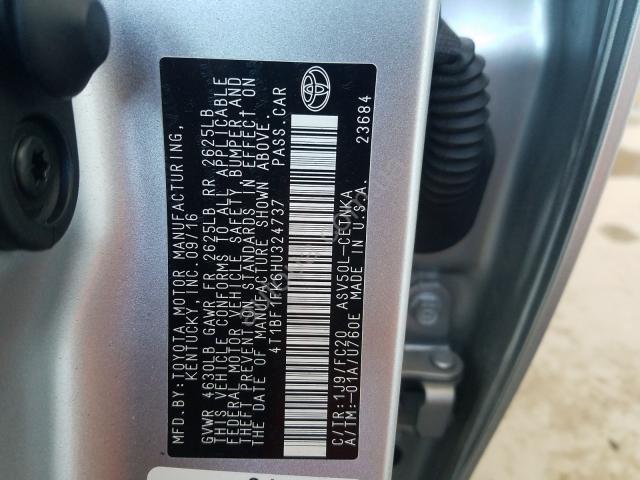 MFD. BY: TOYOTA MOTOR MANUFACTURING,
KENTUCKY, INC. 09/16
GVWR 4630LB GAWR FR 2625LB RR 2625LB
THIS VEHICLE CONFORMS TO ALL APPLICABLE
FEDERAL MOTOR VEHICLE SAFETY, BUMPER, AND
THEFT PREVENTION STANDARDS IN EFFECT ON
THE DATE OF MANUFACTURE SHOWN ABOVE.
4T1BF1FK6HU324737 PASS.CAR
C/TR:1J9/FC20 ASV50L-CETNKA
A/TM:-01A/U760E MADE IN U.S.A. 23684